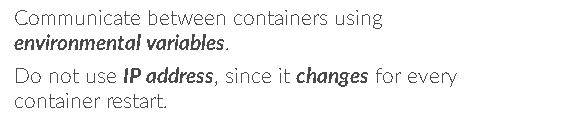 Communicate between containers using
environmental variables.
Do not use IP address, since it changes for every
container restart.